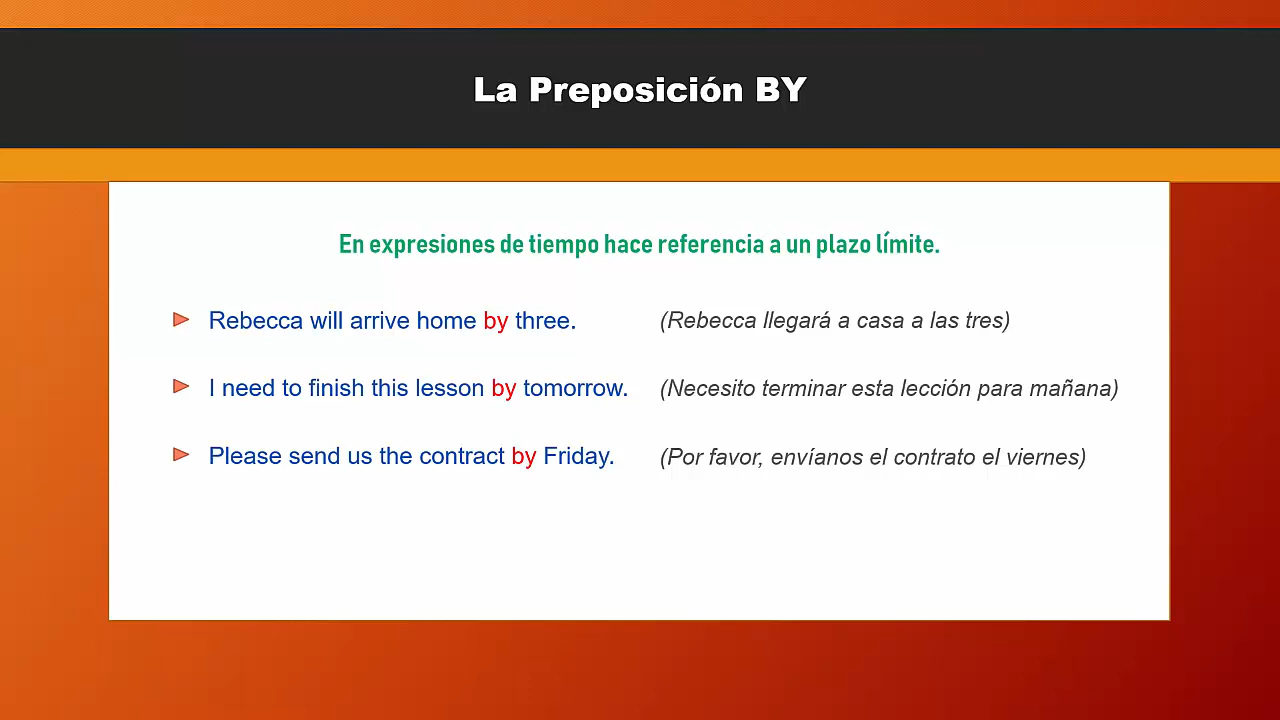 La Preposición BY
En expresiones de tiempo hace referencia a un plazo límite.
Rebecca will arrive home by three. (Rebecca llegará a casa a las tres)
I need to finish this lesson by tomorrow. (Necesito terminar esta lección para mañana)
Please send us the contract by Friday. (Por favor, envíanos el contrato el viernes)